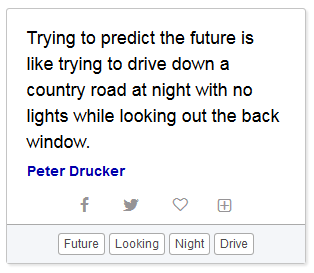 Trying to predict the future is
like trying to drive down a
country road at night with no
lights while looking out the back
window.
Peter Drucker
Future Looking Night Drive